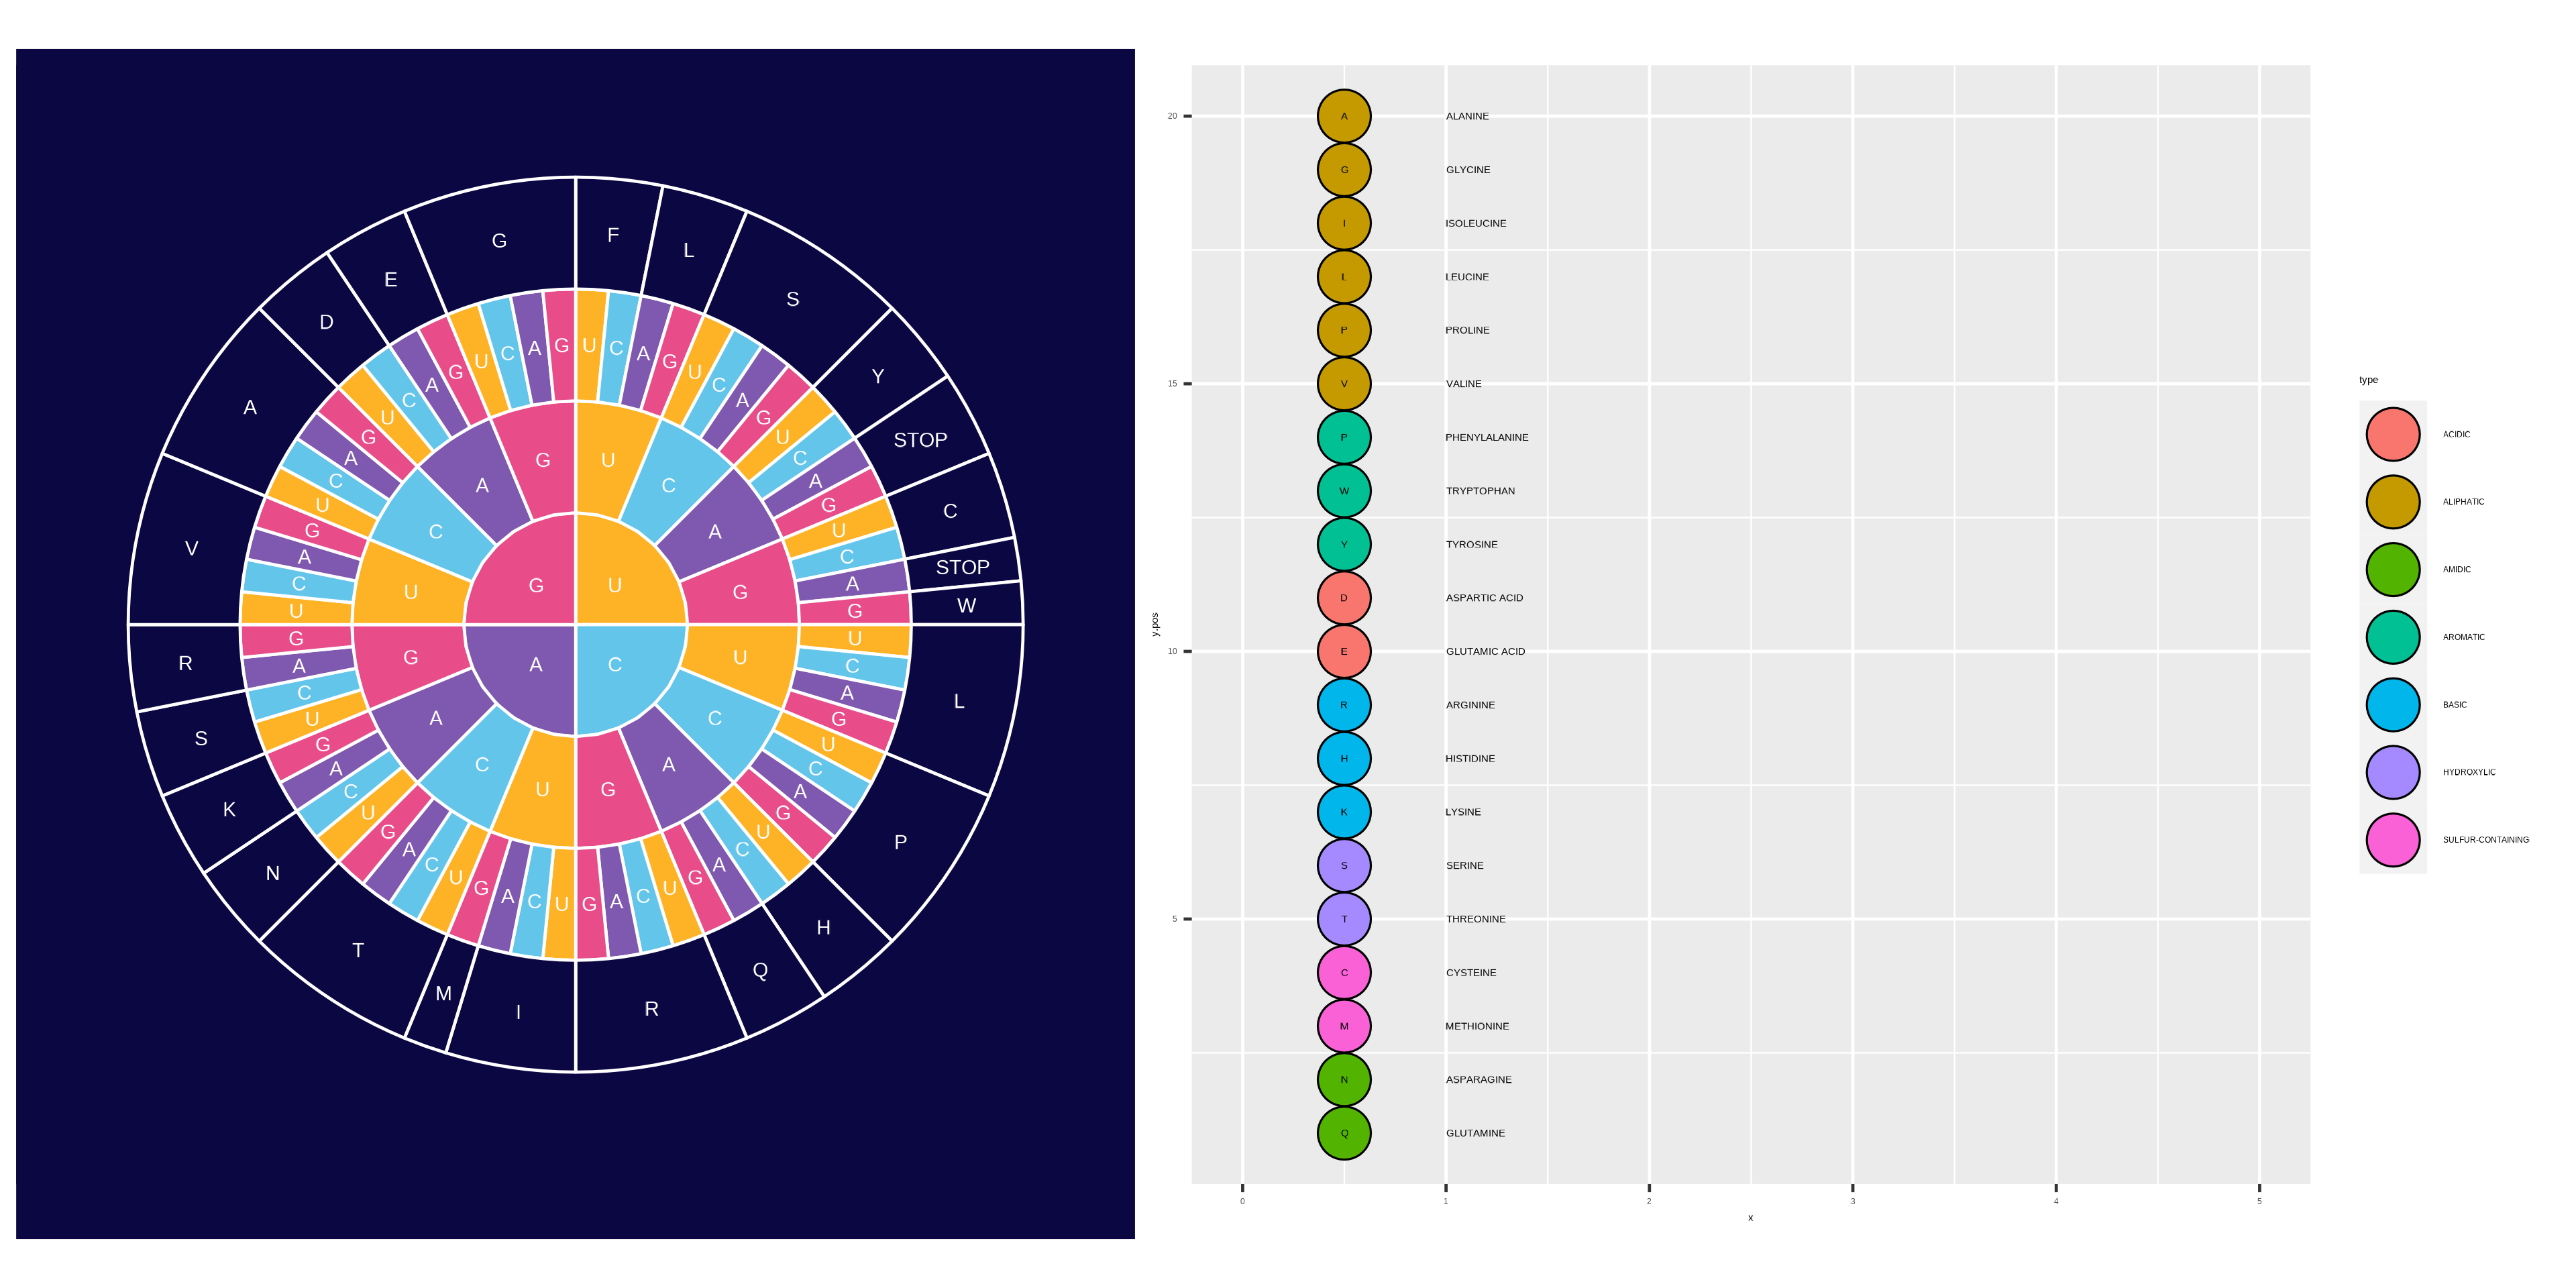 F L S Y STOP C STOP W L P H Q R I M T N K S R V A D E G
U C A G U C A G U C A G U C A G
U C A G U C A G U C A G U C A G
U C A G U C A G U C A G U C A G
U C A G U C A G U C A G U C A G
U C A G U C A G U C A G U C A G
U C A G
y.pos
20
15
10
5
A ALANINE
G GLYCINE
I ISOLEUCINE
L LEUCINE
P PROLINE
V VALINE
P PHENYLALANINE
W TRYPTOPHAN
Y TYROSINE
D ASPARTIC ACID
E GLUTAMIC ACID
R ARGININE
H HISTIDINE
K LYSINE
S SERINE
T THREONINE
C CYSTEINE
M METHIONINE
N ASPARAGINE
Q GLUTAMINE
0 1 2 3 4 5
x
type
ACIDIC
ALIPHATIC
AMIDIC
AROMATIC
BASIC
HYDROXYLIC
SULFUR-CONTAINING